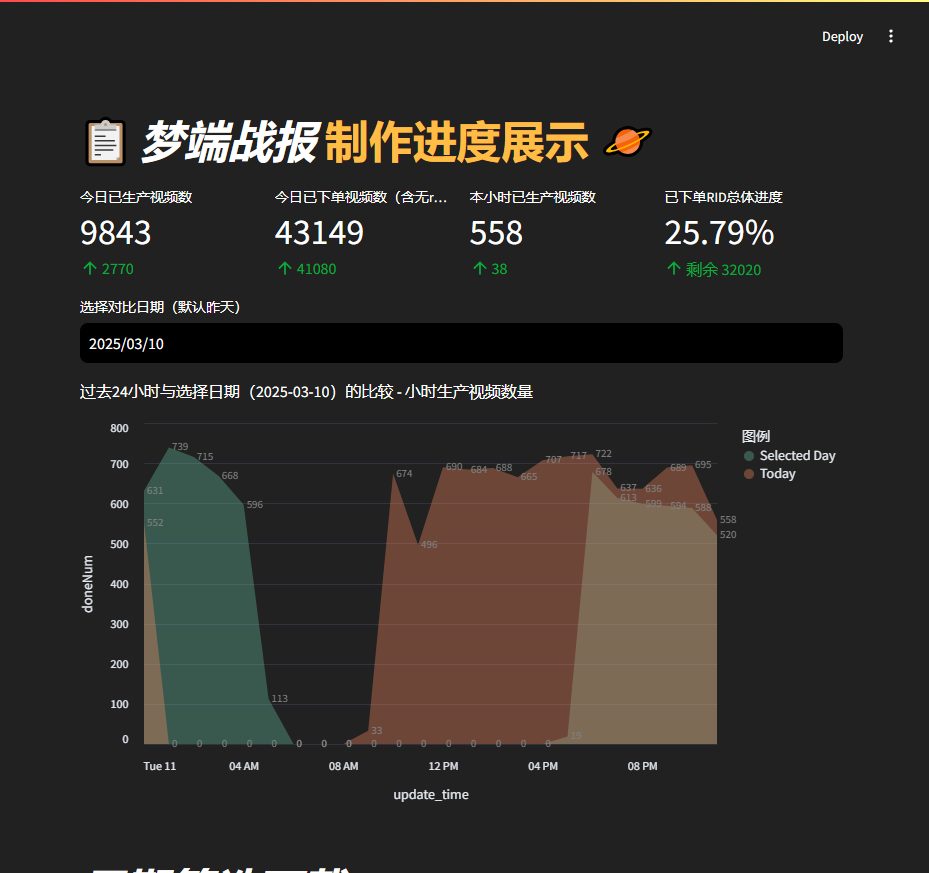 Deploy
梦端战报 制作进度展示
今日已生产视频数
9843
2770
今日已下单视频数（含无r...
43149
41080
本小时已生产视频数
558
38
已下单RID总体进度
25.79%
剩余 32020
选择对比日期（默认昨天）
2025/03/10
过去24小时与选择日期（2025-03-10）的比较 - 小时生产视频数量
图例
Selected Day
Today
doneNum
800
700
600
500
400
300
200
100
0
631
739
715
668
596
113
552
0 0 0 0 0 0 0 0 0 0 0 0 0 0 0 0
33
674
496
690
684
688
665
707
717
722
637
636
689
695
558
19
678
613
599
594
588
520
Tue 11
04 AM
08 AM
12 PM
04 PM
08 PM
update_time